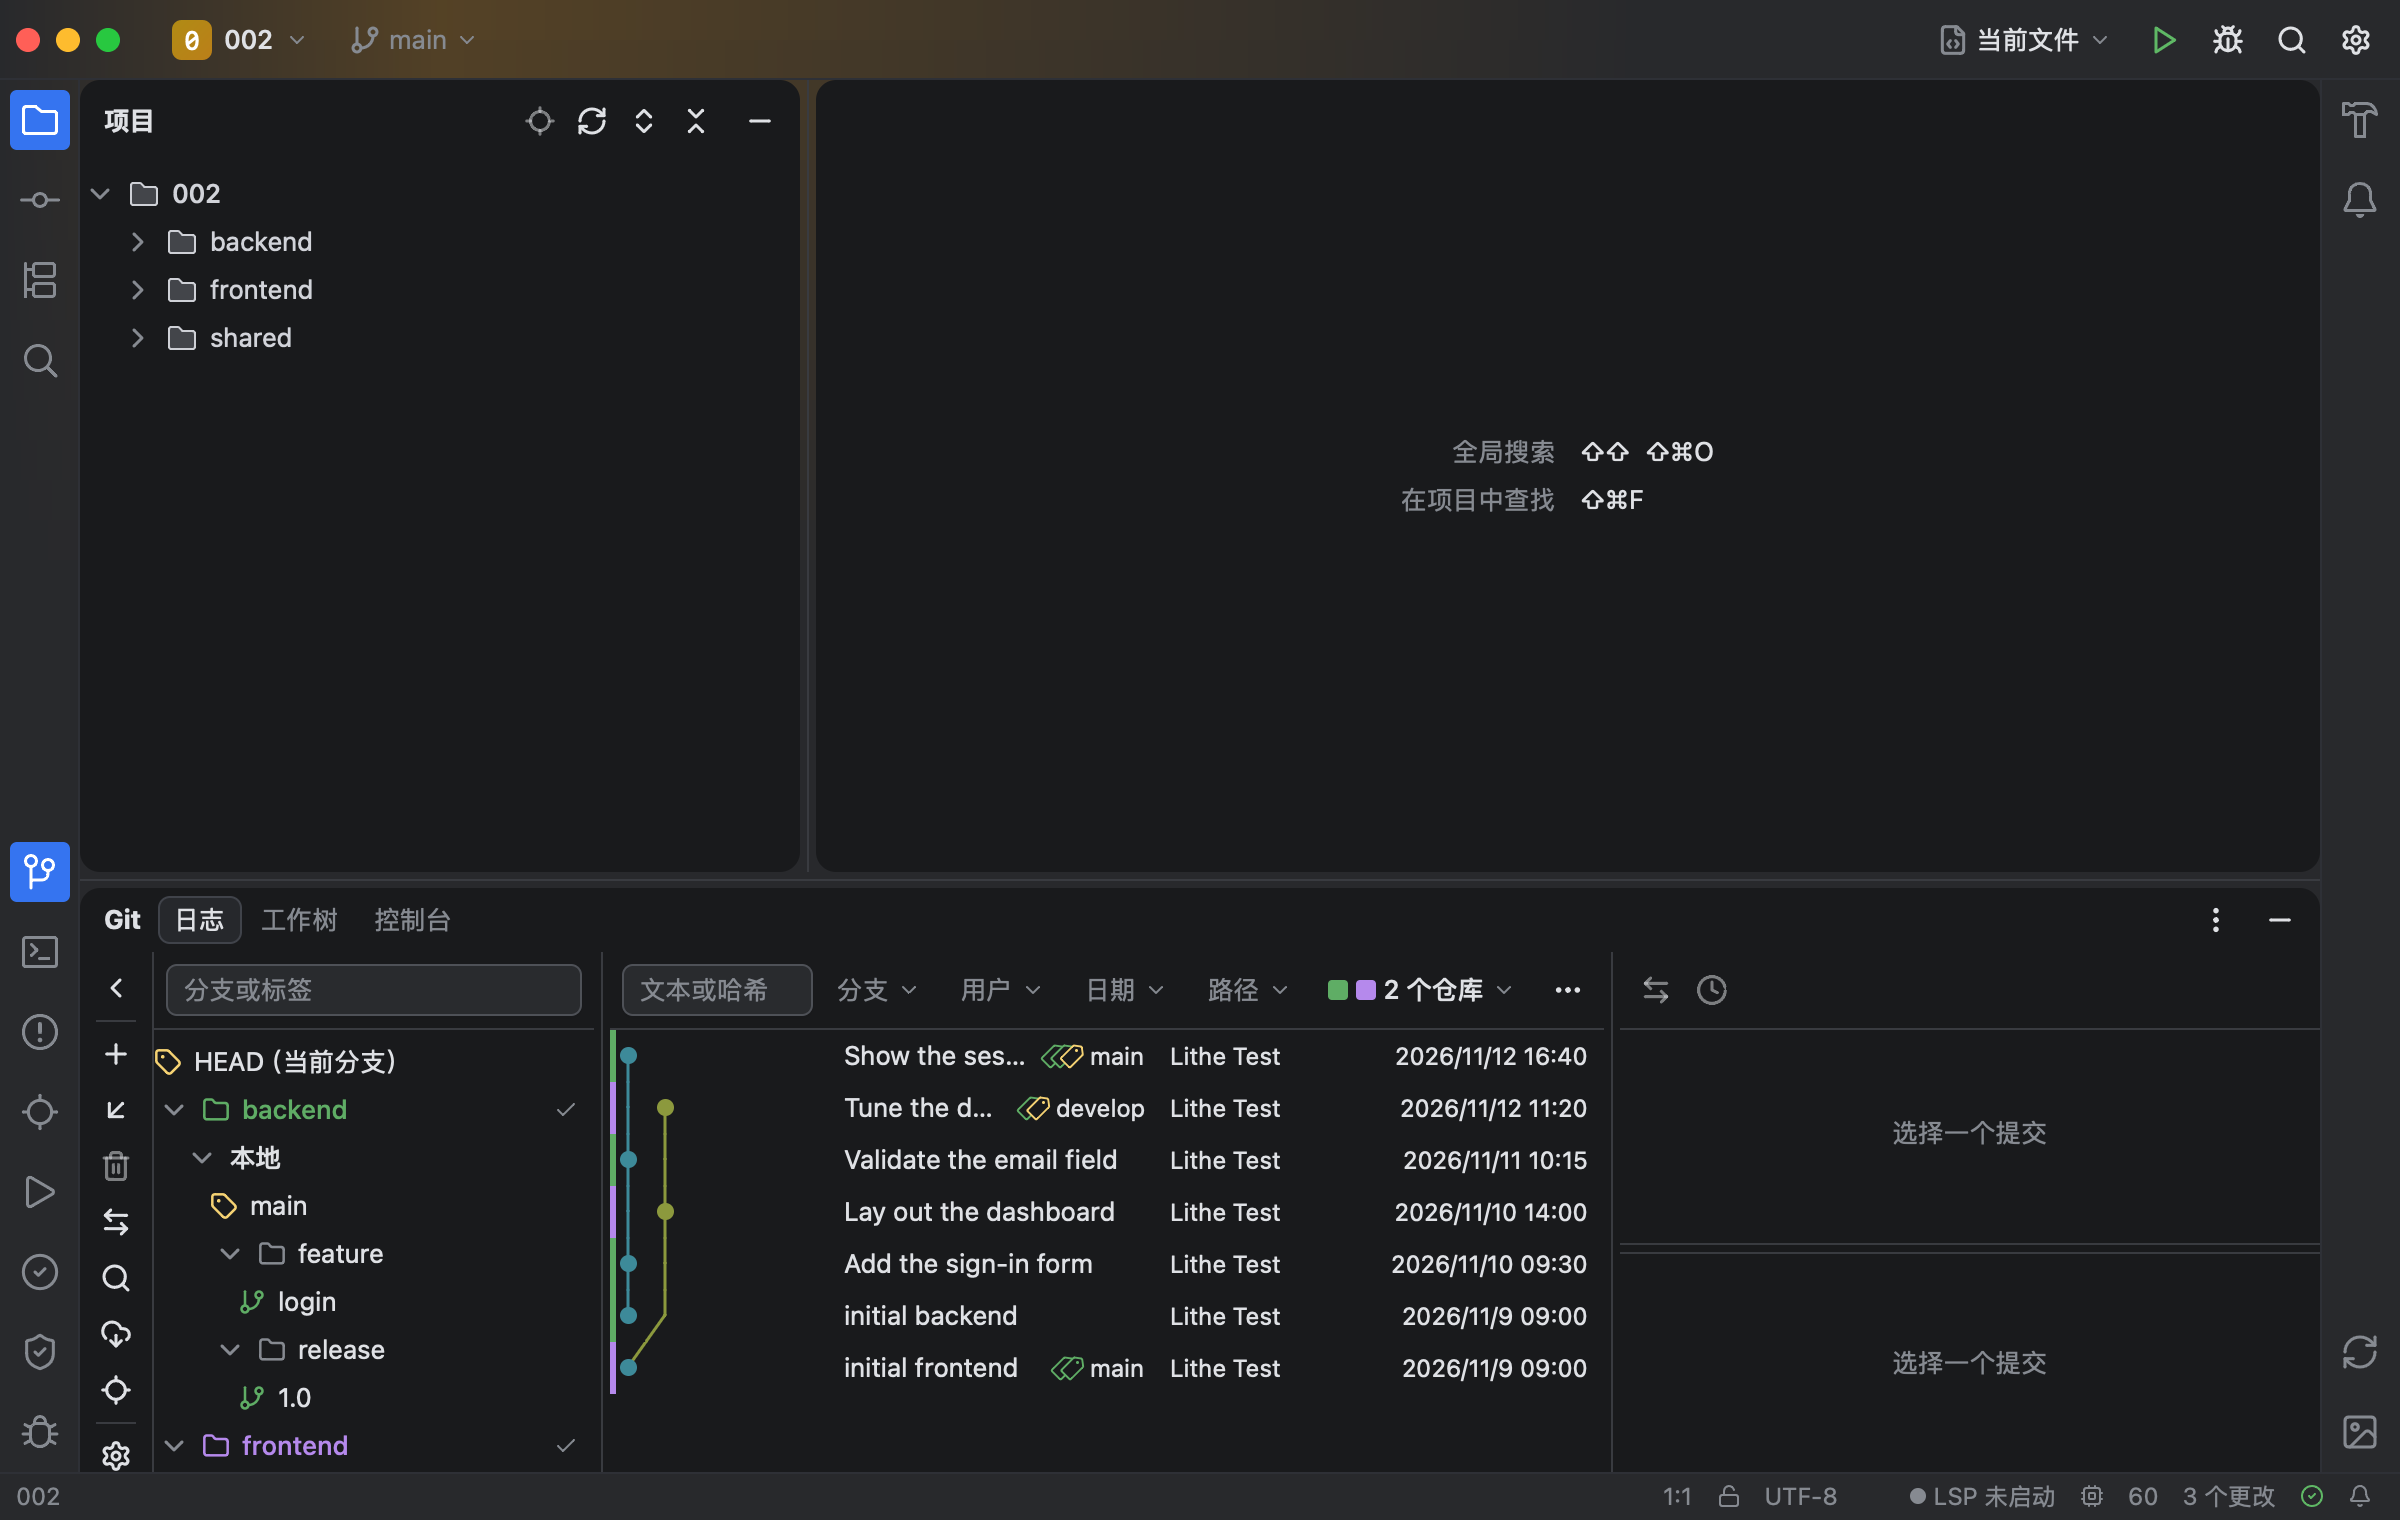 0 002 main 当前文件
项目
002
backend
frontend
shared
全局搜索 ⇧⇧ ⇧⌘O
在项目中查找 ⇧⌘F
Git 日志 工作树 控制台
分支或标签
HEAD (当前分支)
backend
本地
main
feature
login
release
1.0
frontend
文本或哈希 分支 用户 日期 路径 2 个仓库
Show the ses... main Lithe Test 2026/11/12 16:40
Tune the d... develop Lithe Test 2026/11/12 11:20
Validate the email field Lithe Test 2026/11/11 10:15
Lay out the dashboard Lithe Test 2026/11/10 14:00
Add the sign-in form Lithe Test 2026/11/10 09:30
initial backend Lithe Test 2026/11/9 09:00
initial frontend main Lithe Test 2026/11/9 09:00
选择一个提交
选择一个提交
002 1:1 UTF-8 LSP 未启动 60 3 个更改